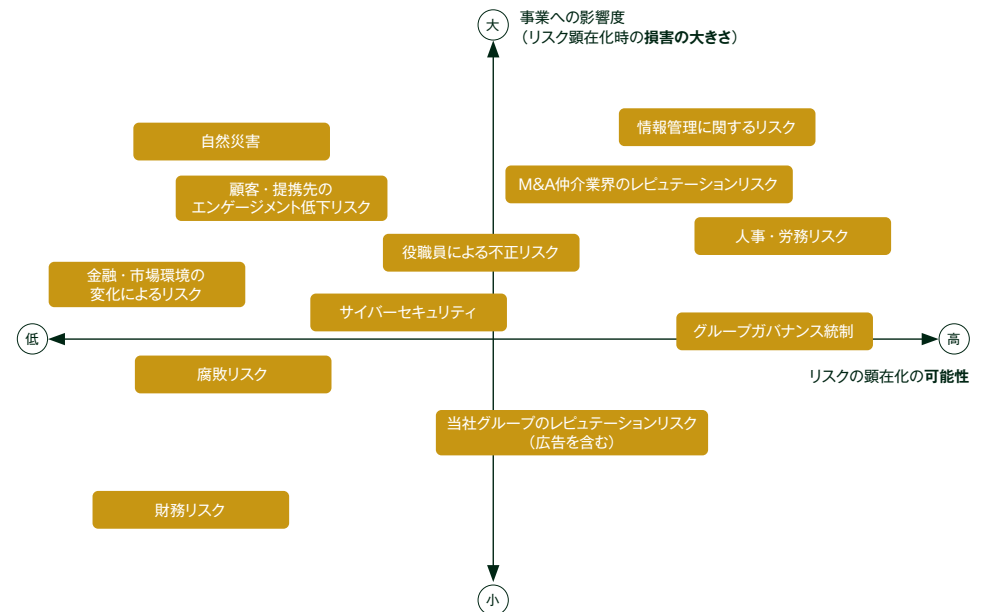 大
事業への影響度
（リスク顕在化時の損害の大きさ）
情報管理に関するリスク
自然災害
M&A仲介業界のレピュテーションリスク
顧客・提携先の
エンゲージメント低下リスク
人事・労務リスク
役職員による不正リスク
金融・市場環境の
変化によるリスク
サイバーセキュリティ
グループガバナンス統制
低
高
リスクの顕在化の可能性
腐敗リスク
当社グループのレピュテーションリスク
（広告を含む）
財務リスク
小